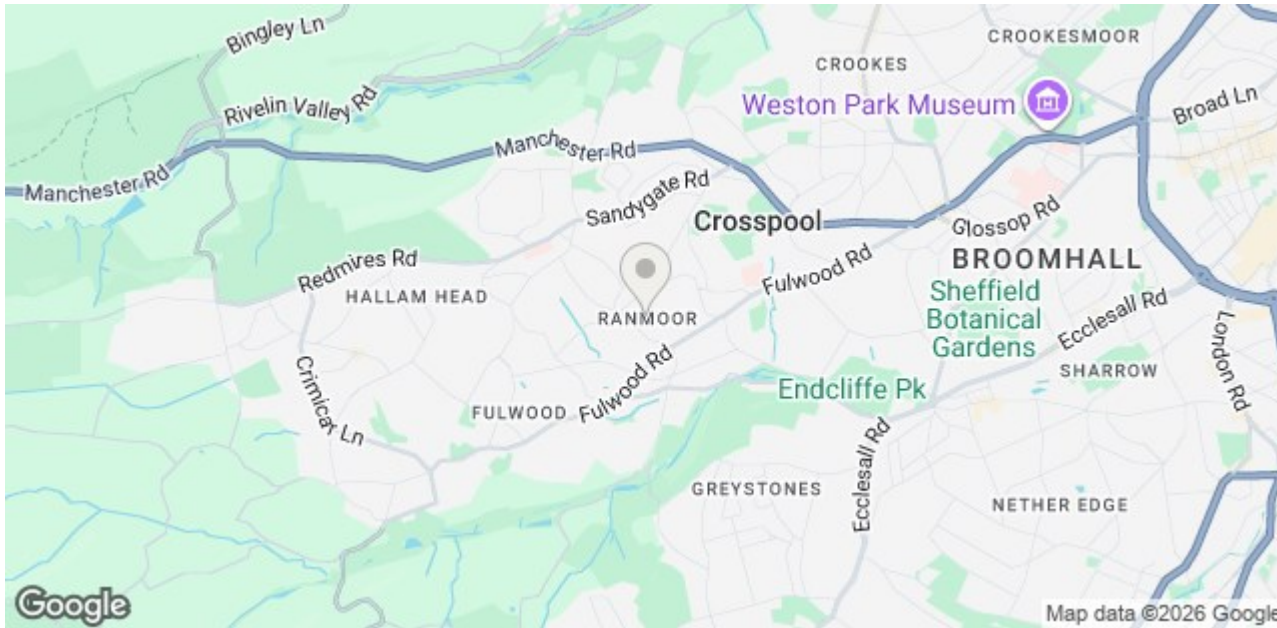 Bingley Ln
CROOKESMOOR
CROOKES
Rivelin Valley Rd
Weston Park Museum
Broad Ln
Manchester Rd
Manchester Rd
Sandygate Rd
Crosspool
Glossop Rd
Redmires Rd
Fulwood Rd
BROOMHALL
HALLAM HEAD
RANMOOR
Sheffield
Botanical
Gardens
Ecclesall Rd
London Rd
Crimicar Ln
Fulwood Rd
SHARROW
Endcliffe Pk
FULWOOD
Ecclesall Rd
GREYSTONES
NETHER EDGE
Google
Map data ©2026 Google